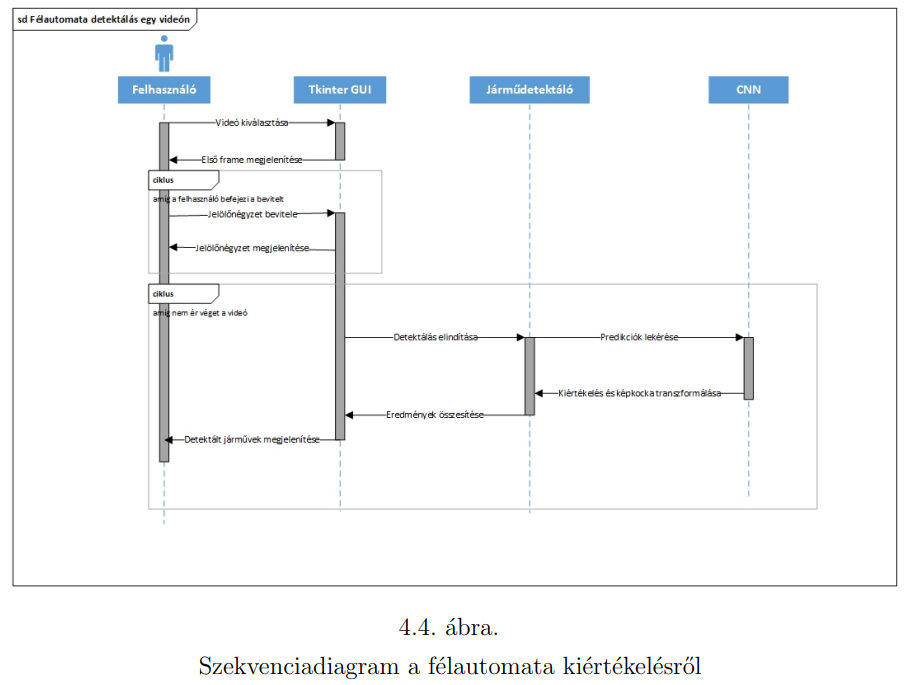 sd Félautomata detektálás egy videón
Felhasználó
Tkinter GUI
Járműdetektáló
CNN
Videó kiválasztása
Első frame megjelenítése
ciklus
amíg a felhasználó befejezi a bevitelt
Jelölőnégyzet bevitele
Jelölőnégyzet megjelenítése
ciklus
amíg nem ér véget a videó
Detektálás elindítása
Predikciók lekérése
Kiértékelés és képkocka transzformálása
Eredmények összesítése
Detektált járművek megjelenítése
4.4. ábra.
Szekvenciadiagram a félautomata kiértékelésről